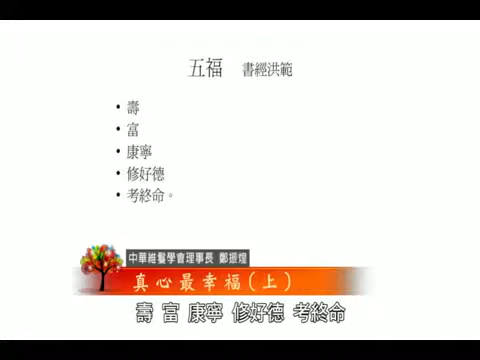 五福 書經洪範
• 壽
• 富
• 康寧
• 修好德
• 考終命。
中華維鬘學會理事長 鄭振煌
真心最幸福(上)
壽 富 康寧 修好德 考終命